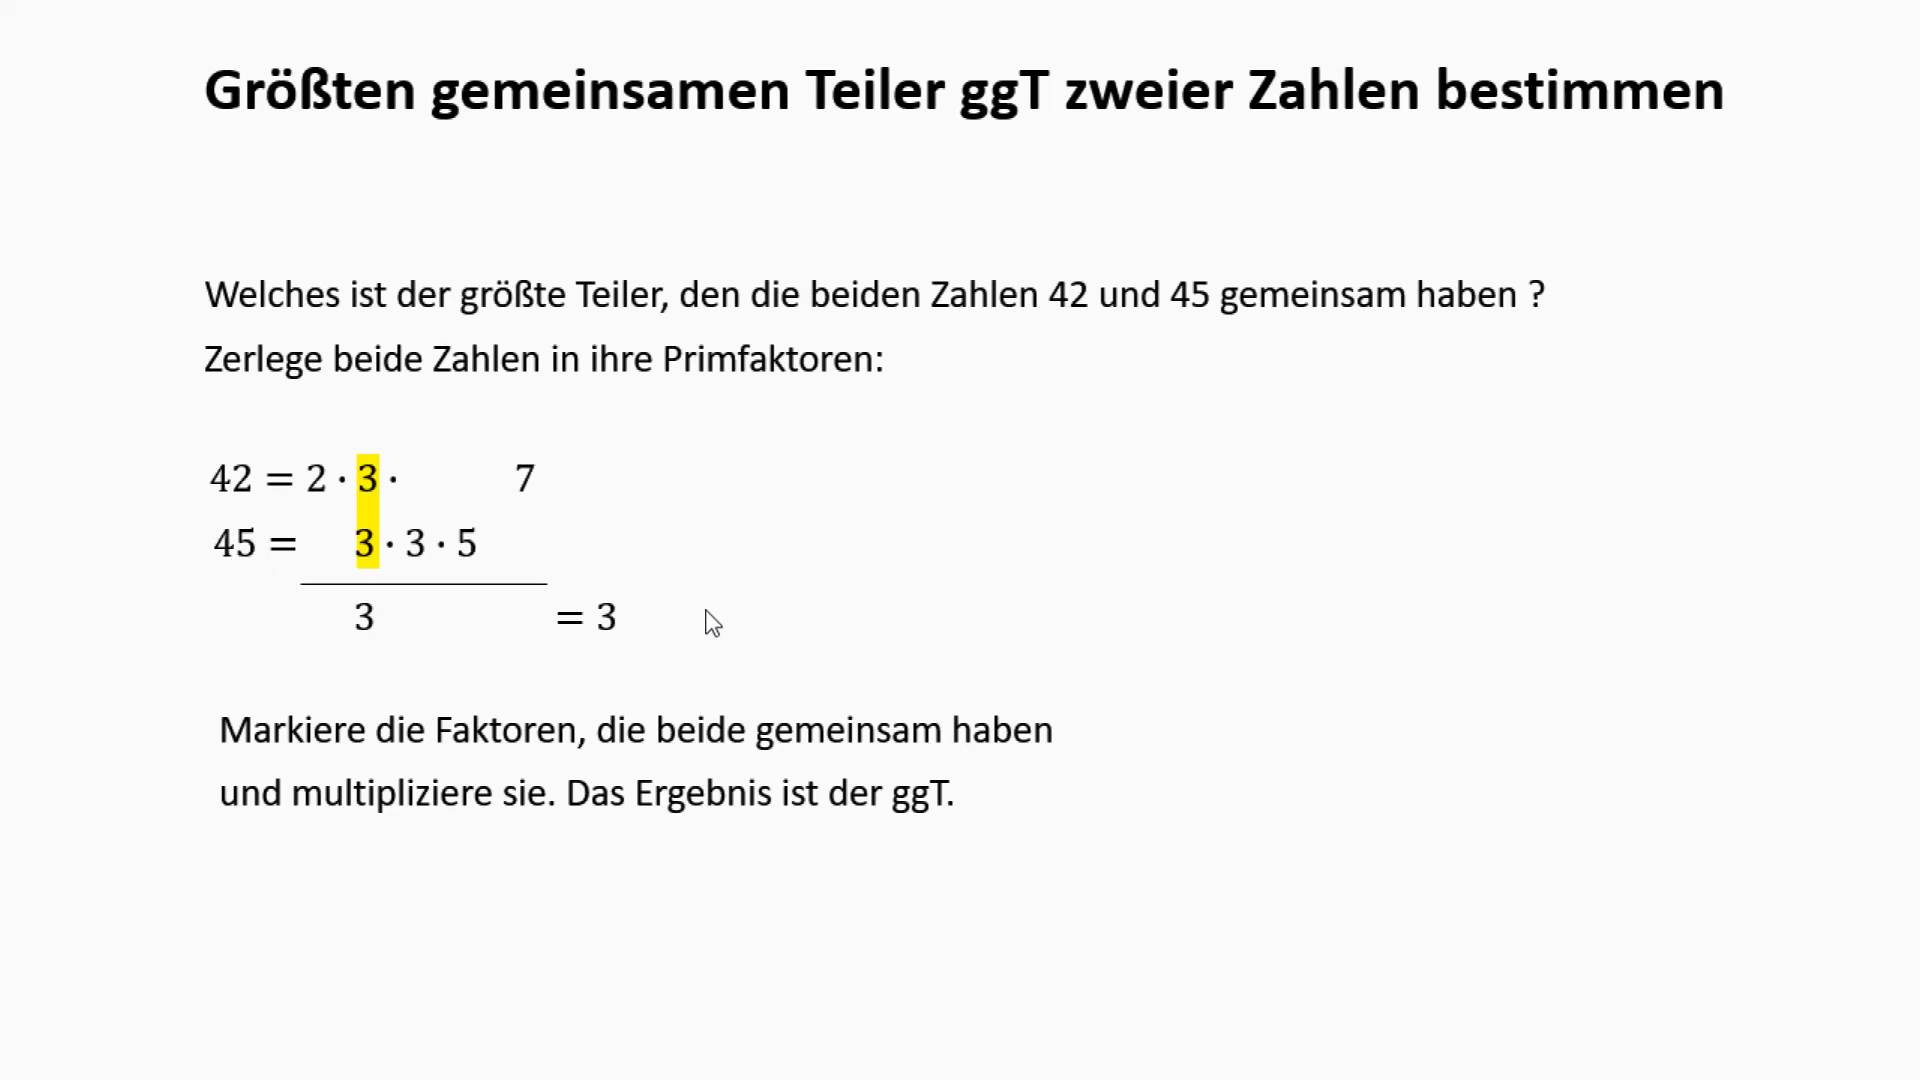 Größten gemeinsamen Teiler ggT zweier Zahlen bestimmen
Welches ist der größte Teiler, den die beiden Zahlen 42 und 45 gemeinsam haben ?
Zerlege beide Zahlen in ihre Primfaktoren:
42 = 2 · 3 · 7
45 = 3 · 3 · 5
3 = 3
Markiere die Faktoren, die beide gemeinsam haben
und multipliziere sie. Das Ergebnis ist der ggT.